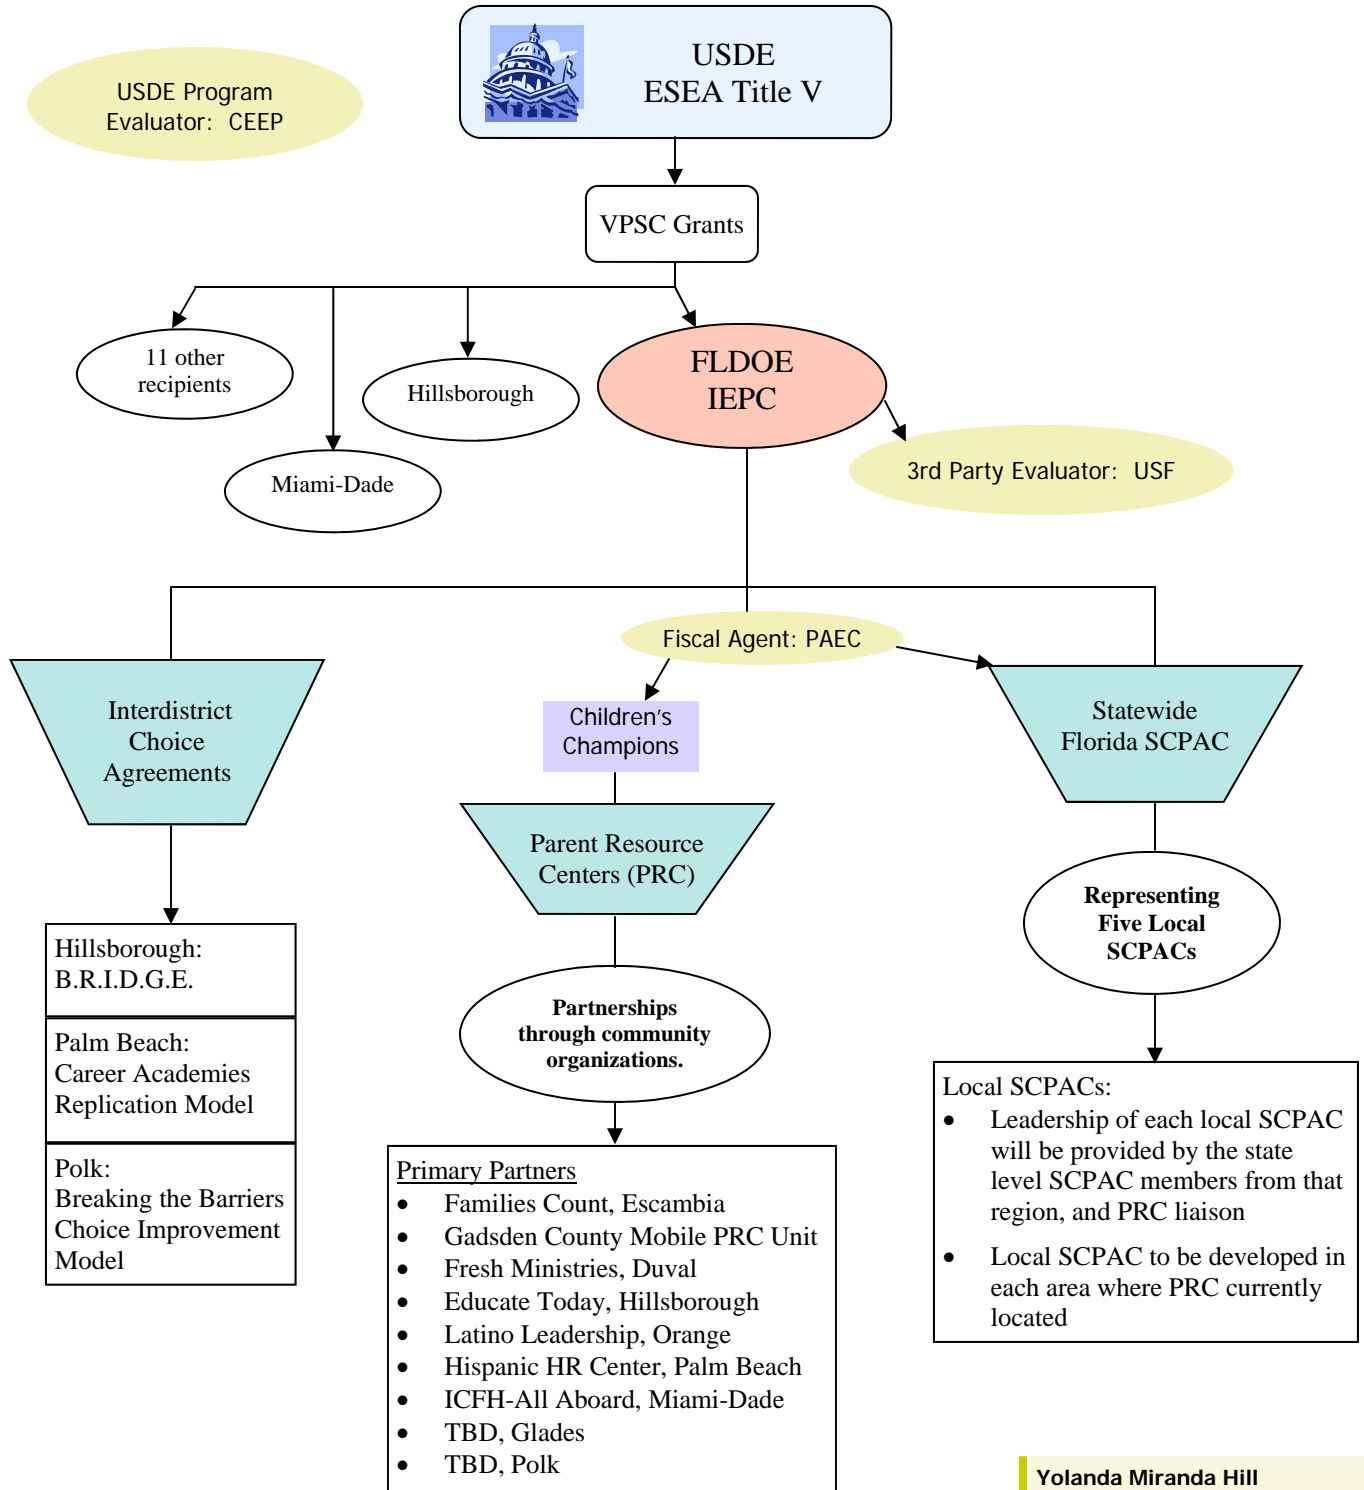 USDE
ESEA Title V
USDE Program
Evaluator: CEEP
VPSC Grants
11 other
recipients
Miami-Dade
Hillsborough
FLDOE
IEPC
3rd Party Evaluator: USF
Fiscal Agent: PAEC
Interdistrict
Choice
Agreements
Children's
Champions
Statewide
Florida SCPAC
Parent Resource
Centers (PRC)
Representing
Five Local
SCPACs
Hillsborough:
B.R.I.D.G.E.
Palm Beach:
Career Academies
Replication Model
Polk:
Breaking the Barriers
Choice Improvement
Model
Partnerships
through community
organizations.
Primary Partners
• Families Count, Escambia
• Gadsden County Mobile PRC Unit
• Fresh Ministries, Duval
• Educate Today, Hillsborough
• Latino Leadership, Orange
• Hispanic HR Center, Palm Beach
• ICFH-All Aboard, Miami-Dade
• TBD, Glades
• TBD, Polk
Local SCPACs:
• Leadership of each local SCPAC
will be provided by the state
level SCPAC members from that
region, and PRC liaison
• Local SCPAC to be developed in
each area where PRC currently
located
Yolanda Miranda Hill